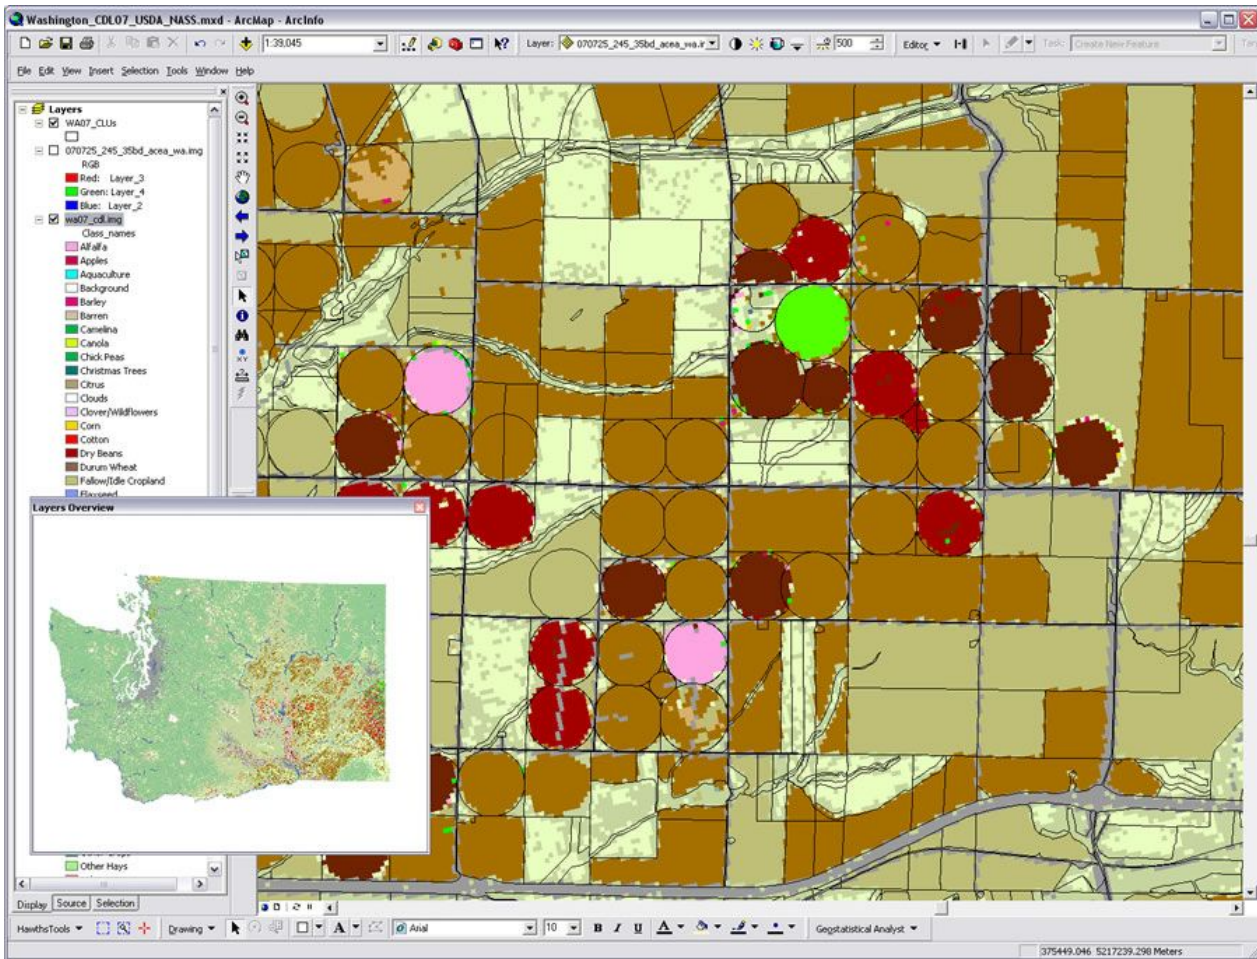 Washington_CDL07_USDA_NASS.mxd - ArcMap - ArcInfo
1:39,045
Layer: 070725_245_35bd_acea_wa.ir
500
Editor
Task: Create New Feature
Tar
File Edit View Insert Selection Tools Window Help
Layers
WA07_CLUs
070725_245_35bd_acea_wa.img
RGB
Red: Layer_3
Green: Layer_4
Blue: Layer_2
wa07_cdl.img
Class_names
Alfalfa
Apples
Aquaculture
Background
Barley
Barren
Camelina
Canola
Chick Peas
Christmas Trees
Citrus
Clouds
Clover/Wildflowers
Corn
Cotton
Dry Beans
Durum Wheat
Fallow/Idle Cropland
Flaxseed
Layers Overview
Other Hays
Display Source Selection
HawthsTools Drawing A Arial 10 B I U A Geostatistical Analyst
375449.046 5217239.298 Meters